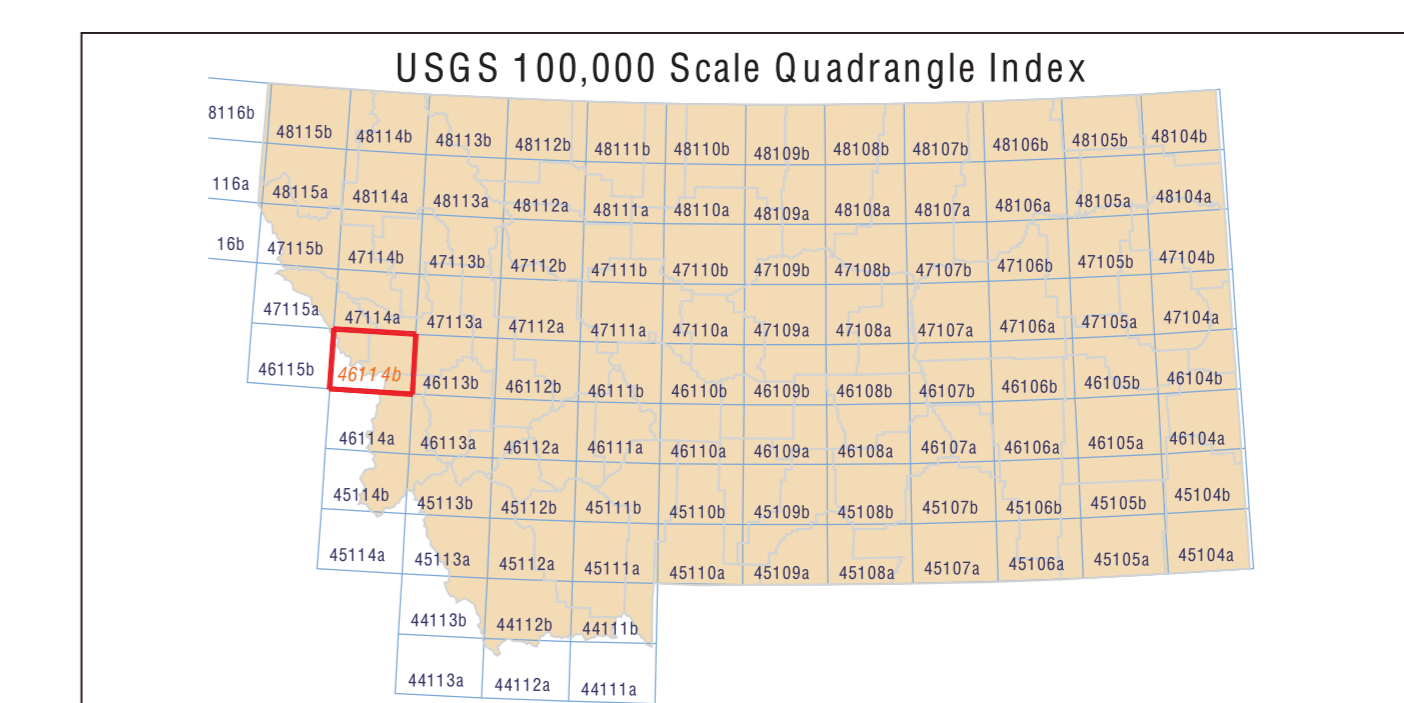 USGS 100,000 Scale Quadrangle Index
8116b 48115b 48114b 48113b 48112b 48111b 48110b 48109b 48108b 48107b 48106b 48105b 48104b
116a 48115a 48114a 48113a 48112a 48111a 48110a 48109a 48108a 48107a 48106a 48105a 48104a
16b 47115b 47114b 47113b 47112b 47111b 47110b 47109b 47108b 47107b 47106b 47105b 47104b
47115a 47114a 47113a 47112a 47111a 47110a 47109a 47108a 47107a 47106a 47105a 47104a
46115b 46114b 46113b 46112b 46111b 46110b 46109b 46108b 46107b 46106b 46105b 46104b
46114a 46113a 46112a 46111a 46110a 46109a 46108a 46107a 46106a 46105a 46104a
45114b 45113b 45112b 45111b 45110b 45109b 45108b 45107b 45106b 45105b 45104b
45114a 45113a 45112a 45111a 45110a 45109a 45108a 45107a 45106a 45105a 45104a
44113b 44112b 44111b
44113a 44112a 44111a